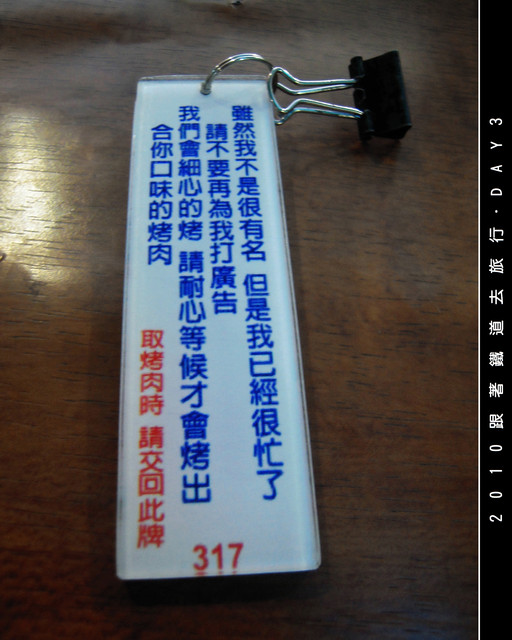 雖然我不是很有名 但是我已經很忙了
請不要再為我打廣告
我們會細心的烤 請耐心等候才會烤出
合你口味的烤肉
取烤肉時 請交回此牌
317
2010跟著鐵道去旅行·DAY3